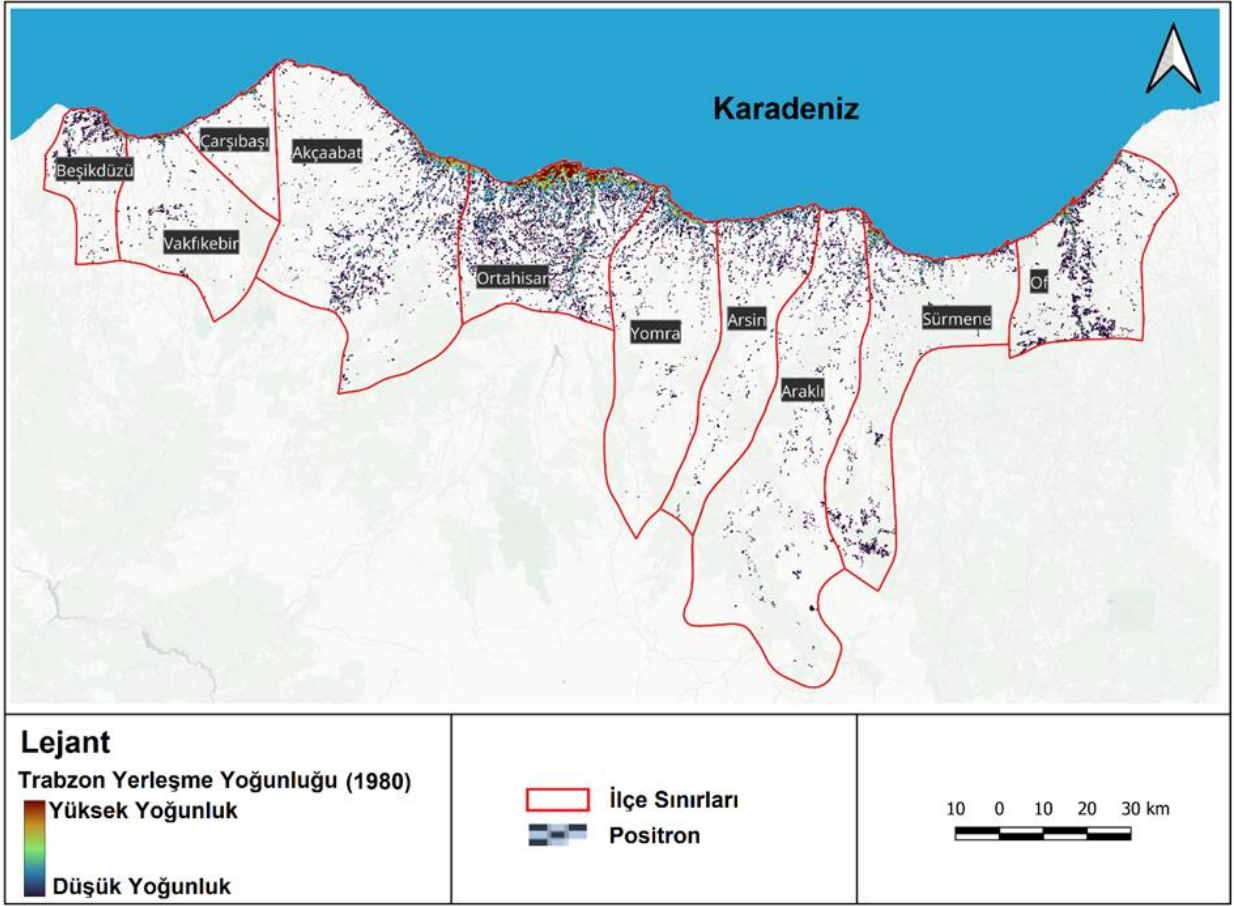 Karadeniz
Çarşıbaşı
Akçaabat
Beşikdüzü
Vakfıkebir
Ortahisar
Of
Yomra
Arsin
Sürmene
Araklı
Lejant
Trabzon Yerleşme Yoğunluğu (1980)
Yüksek Yoğunluk
Düşük Yoğunluk
İlçe Sınırları
Positron
10 0 10 20 30 km